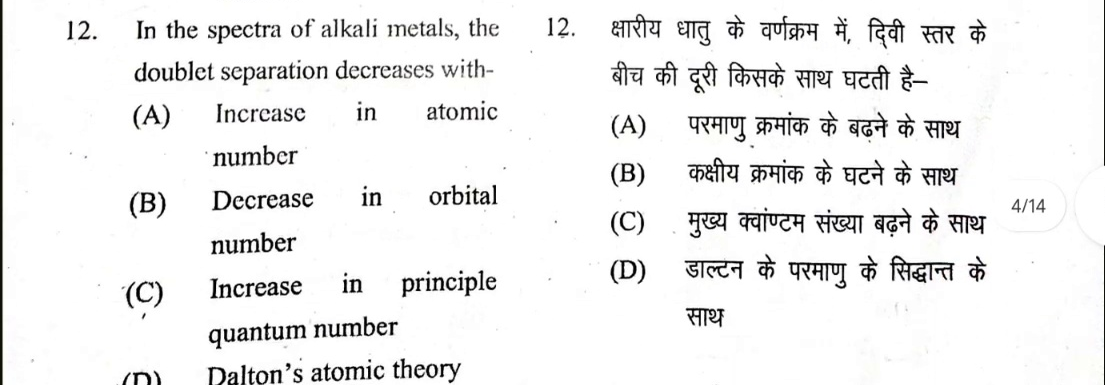 12. In the spectra of alkali metals, the
doublet separation decreases with-
(A) Increase in atomic
number
(B) Decrease in orbital
number
(C) Increase in principle
quantum number
(D) Dalton's atomic theory
12. क्षारीय धातु के वर्णक्रम में, द्विवी स्तर के
बीच की दूरी किसके साथ घटती है–
(A) परमाणु क्रमांक के बढ़ने के साथ
(B) कक्षीय क्रमांक के घटने के साथ
(C) मुख्य क्वांण्टम संख्या बढ़ने के साथ
(D) डाल्टन के परमाणु के सिद्धान्त के
साथ
4/14